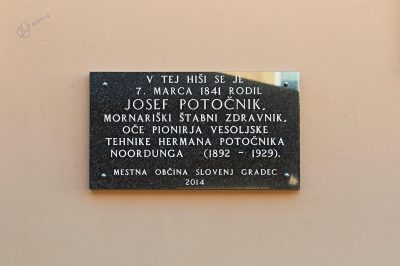 V TEJ HIŠI SE JE
7. MARCA 1841 RODIL
JOSEF POTOČNIK,
MORNARIŠKI ŠTABNI ZDRAVNIK,
OČE PIONIRJA VESOLJSKE
TEHNIKE HERMANA POTOČNIKA
NOORDUNGA (1892 - 1929).
MESTNA OBČINA SLOVENJ GRADEC
2014